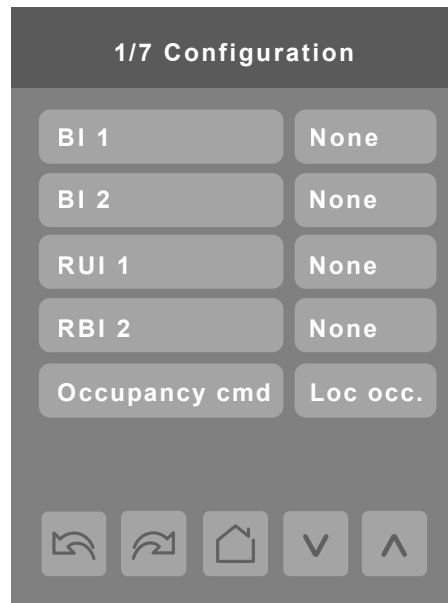 1/7 Configuration
BI 1 None
BI 2 None
RUI 1 None
RBI 2 None
Occupancy cmd Loc occ.